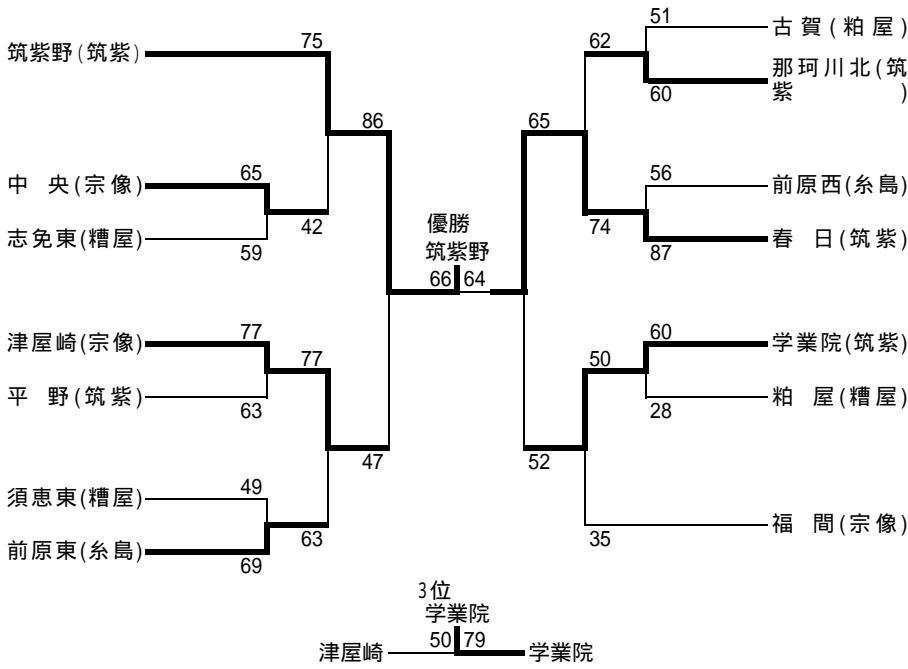 75
筑紫野(筑紫)
86
65
中 央(宗像)
42
志免東(糟屋)
59
77
津屋崎(宗像)
77
平 野(筑紫)
63
47
49
須恵東(糟屋)
63
前原東(糸島)
69
優勝
筑紫野
66 64
51
古賀(粕屋)
62
那珂川北(筑
紫)
60
65
56
前原西(糸島)
74
春 日(筑紫)
87
60
学業院(筑紫)
50
粕 屋(糟屋)
28
52
福 間(宗像)
35
3位
学業院
50 79
津屋崎 学業院